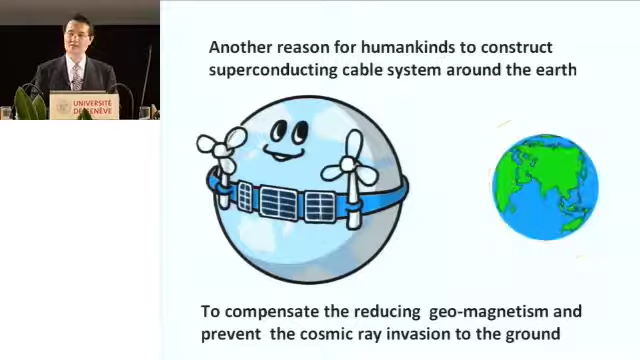 Another reason for humankinds to construct
superconducting cable system around the earth
UNIVERSITÉ
DE GENÈVE
To compensate the reducing geo-magnetism and
prevent the cosmic ray invasion to the ground